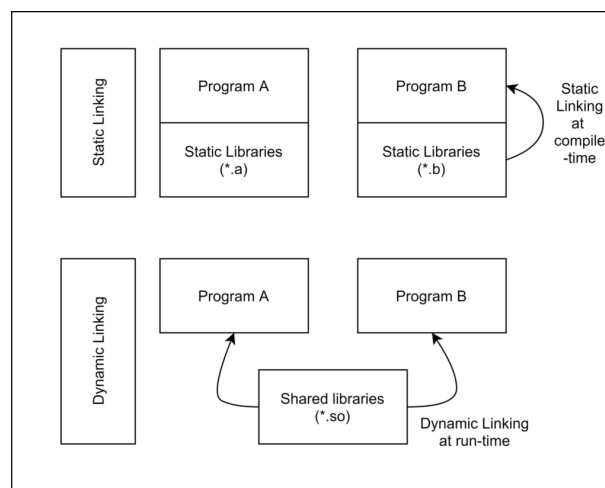 Static Linking
Program A
Static Libraries
(*.a)
Program B
Static Libraries
(*.b)
Static
Linking
at
compile
-time
Dynamic Linking
Program A
Program B
Shared libraries
(*.so)
Dynamic Linking
at run-time